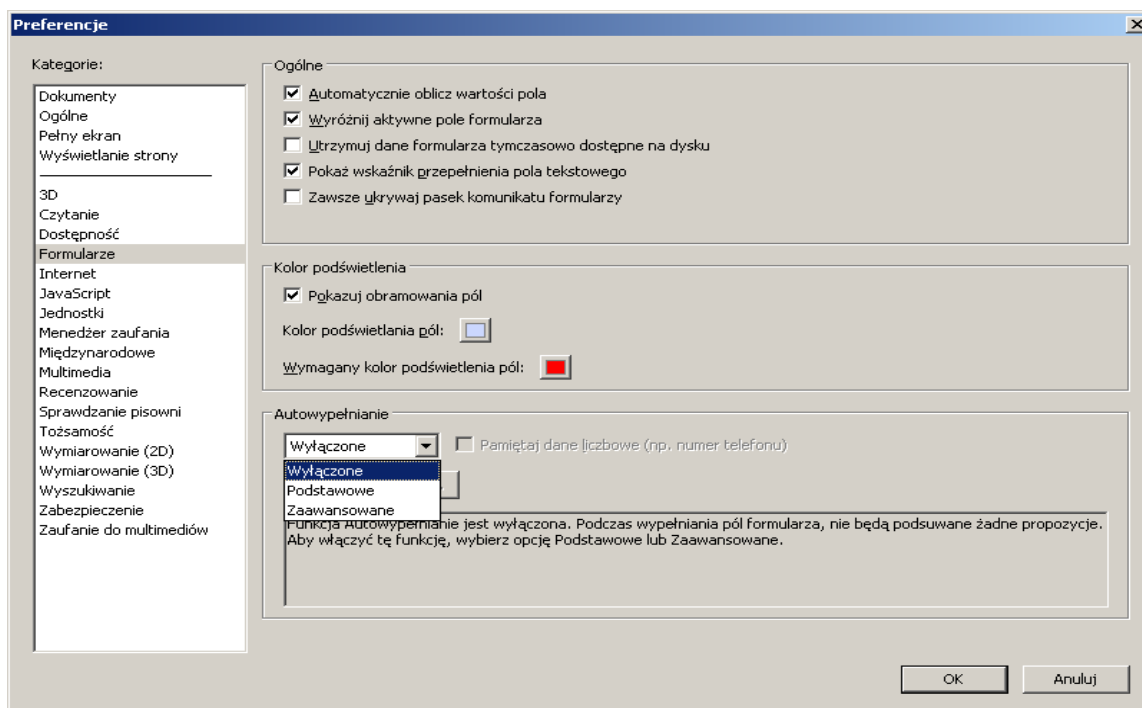 Preferencje
Kategorie:
Dokumenty
Ogólne
Pełny ekran
Wyświetlanie strony
3D
Czytanie
Dostępność
Formularze
Internet
JavaScript
Jednostki
Menedżer zaufania
Międzynarodowe
Multimedia
Recenzowanie
Sprawdzanie pisowni
Tożsamość
Wymiarowanie (2D)
Wymiarowanie (3D)
Wyszukiwanie
Zabezpieczenie
Zaufanie do multimediów
Ogólne
Automatycznie oblicz wartości pola
Wyróżnij aktywne pole formularza
Utrzymuj dane formularza tymczasowo dostępne na dysku
Pokaż wskaźnik przepełnienia pola tekstowego
Zawsze ukrywaj pasek komunikatu formularzy
Kolor podświetlenia
Pokazuj obramowania pól
Kolor podświetlania pól:
Wymagany kolor podświetlenia pól:
Autowypełnianie
Wyłączone
Pamiętaj dane liczbowe (np. numer telefonu)
Wyłączone
Podstawowe
Zaawansowane
Funkcja Autowypełnianie jest wyłączona. Podczas wypełniania pól formularza, nie będą podsuwane żadne propozycje.
Aby włączyć tę funkcję, wybierz opcję Podstawowe lub Zaawansowane.
OK
Anuluj